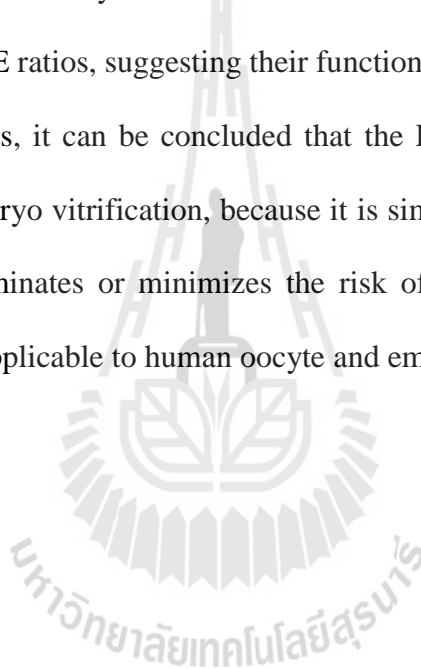 E ratios, suggesting their function
s, it can be concluded that the
ryo vitrification, because it is sim
minates or minimizes the risk of
pplicable to human oocyte and em
มหาวิทยาลัยเทคโนโลยีสุรนารี